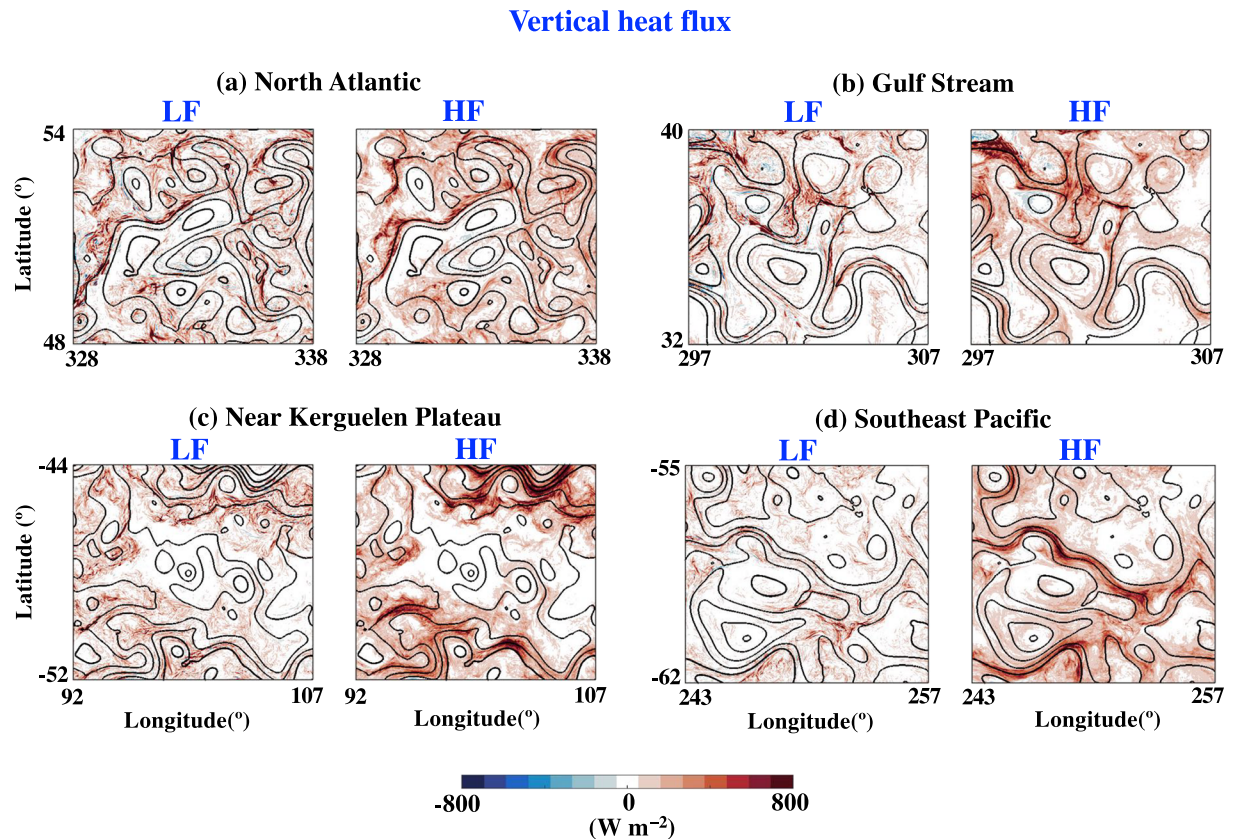 Vertical heat flux
(a) North Atlantic
(b) Gulf Stream
LF
HF
LF
HF
54
48
Latitude (º)
328
338
328
338
40
32
297
307
297
307
(c) Near Kerguelen Plateau
(d) Southeast Pacific
LF
HF
LF
HF
-44
-52
Latitude (º)
92
107
92
107
Longitude(º)
Longitude(º)
-55
-62
243
257
243
257
Longitude(º)
Longitude(º)
-800
0
800
(W m⁻²)